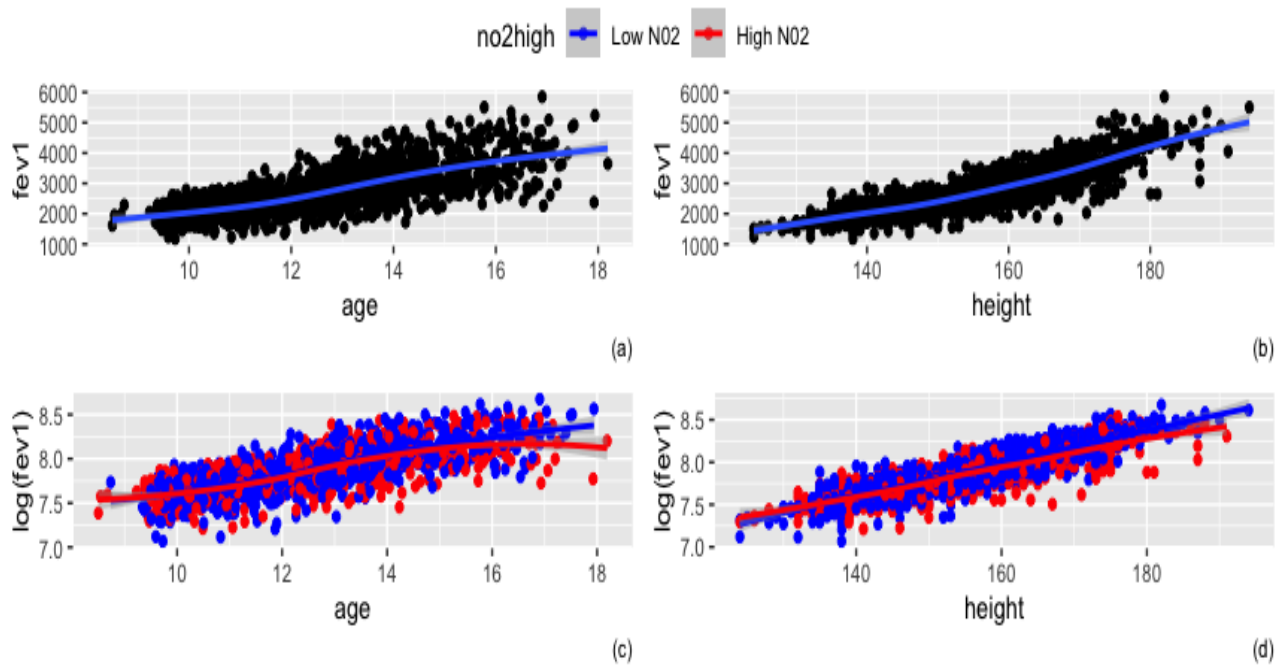 no2high Low N02 High N02
6000
5000
4000
3000
2000
1000
fev1
10 12 14 16 18
age
(a)
6000
5000
4000
3000
2000
1000
fev1
140 160 180
height
(b)
8.5
8.0
7.5
7.0
log(fev1)
10 12 14 16 18
age
(c)
8.5
8.0
7.5
7.0
log(fev1)
140 160 180
height
(d)